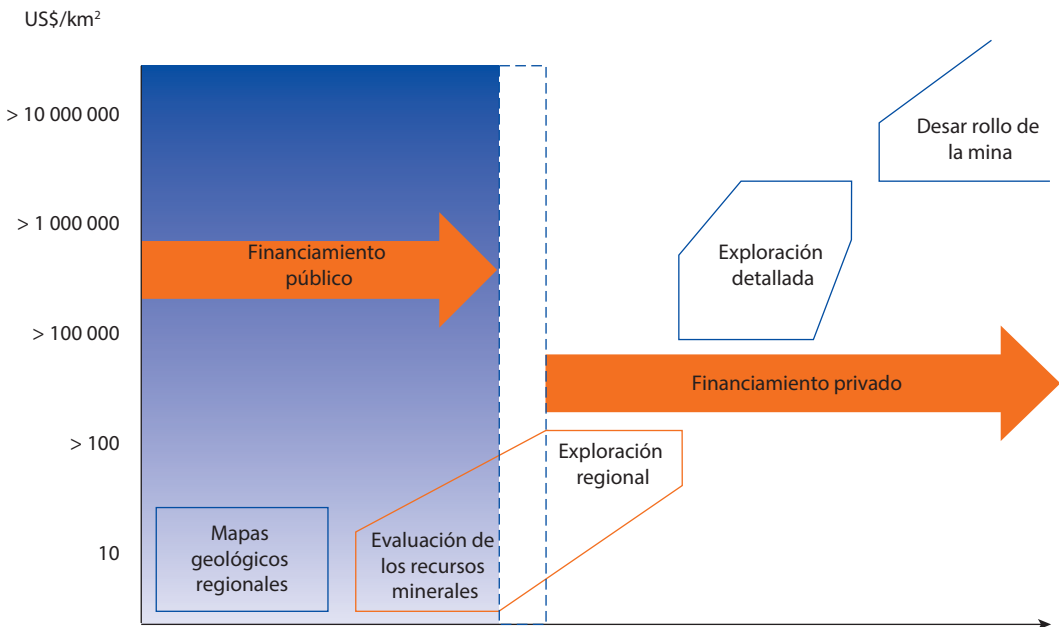 US$/km²
> 10 000 000
> 1 000 000
> 100 000
> 100
10
Financiamiento
público
Mapas
geológicos
regionales
Evaluación de
los recursos
minerales
Exploración
regional
Financiamiento privado
Exploración
detallada
Desar rollo de
la mina